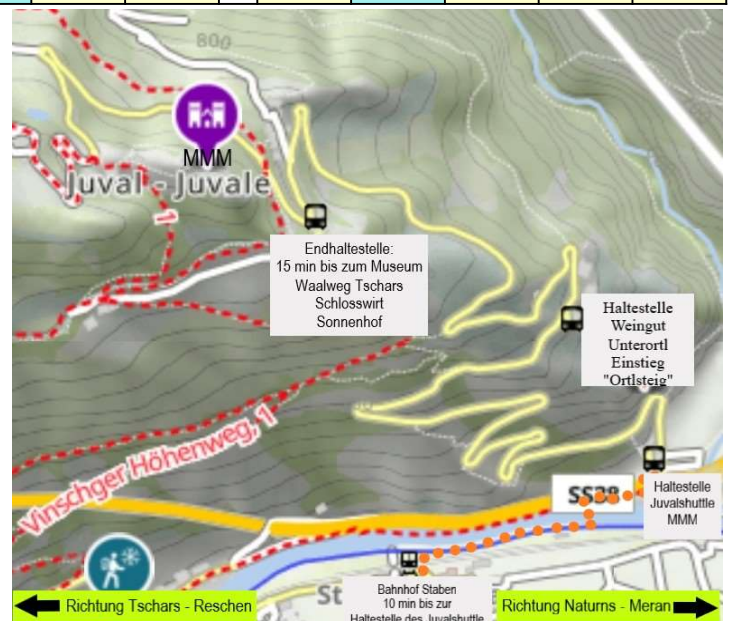 800
MMM
Juval - Juvale
1
Endhaltestelle:
15 min bis zum Museum
Waalweg Tschars
Schlosswirt
Sonnenhof
Haltestelle
Weingut
Unterortl
Einstieg
"Ortlsteig"
Vinschger Höhenweg, 1
SS38
Haltestelle
Juvalshuttle
MMM
St
Bahnhof Staben
10 min bis zur
Haltestelle des Juvalshuttle
Richtung Tschars - Reschen
Richtung Naturns - Meran